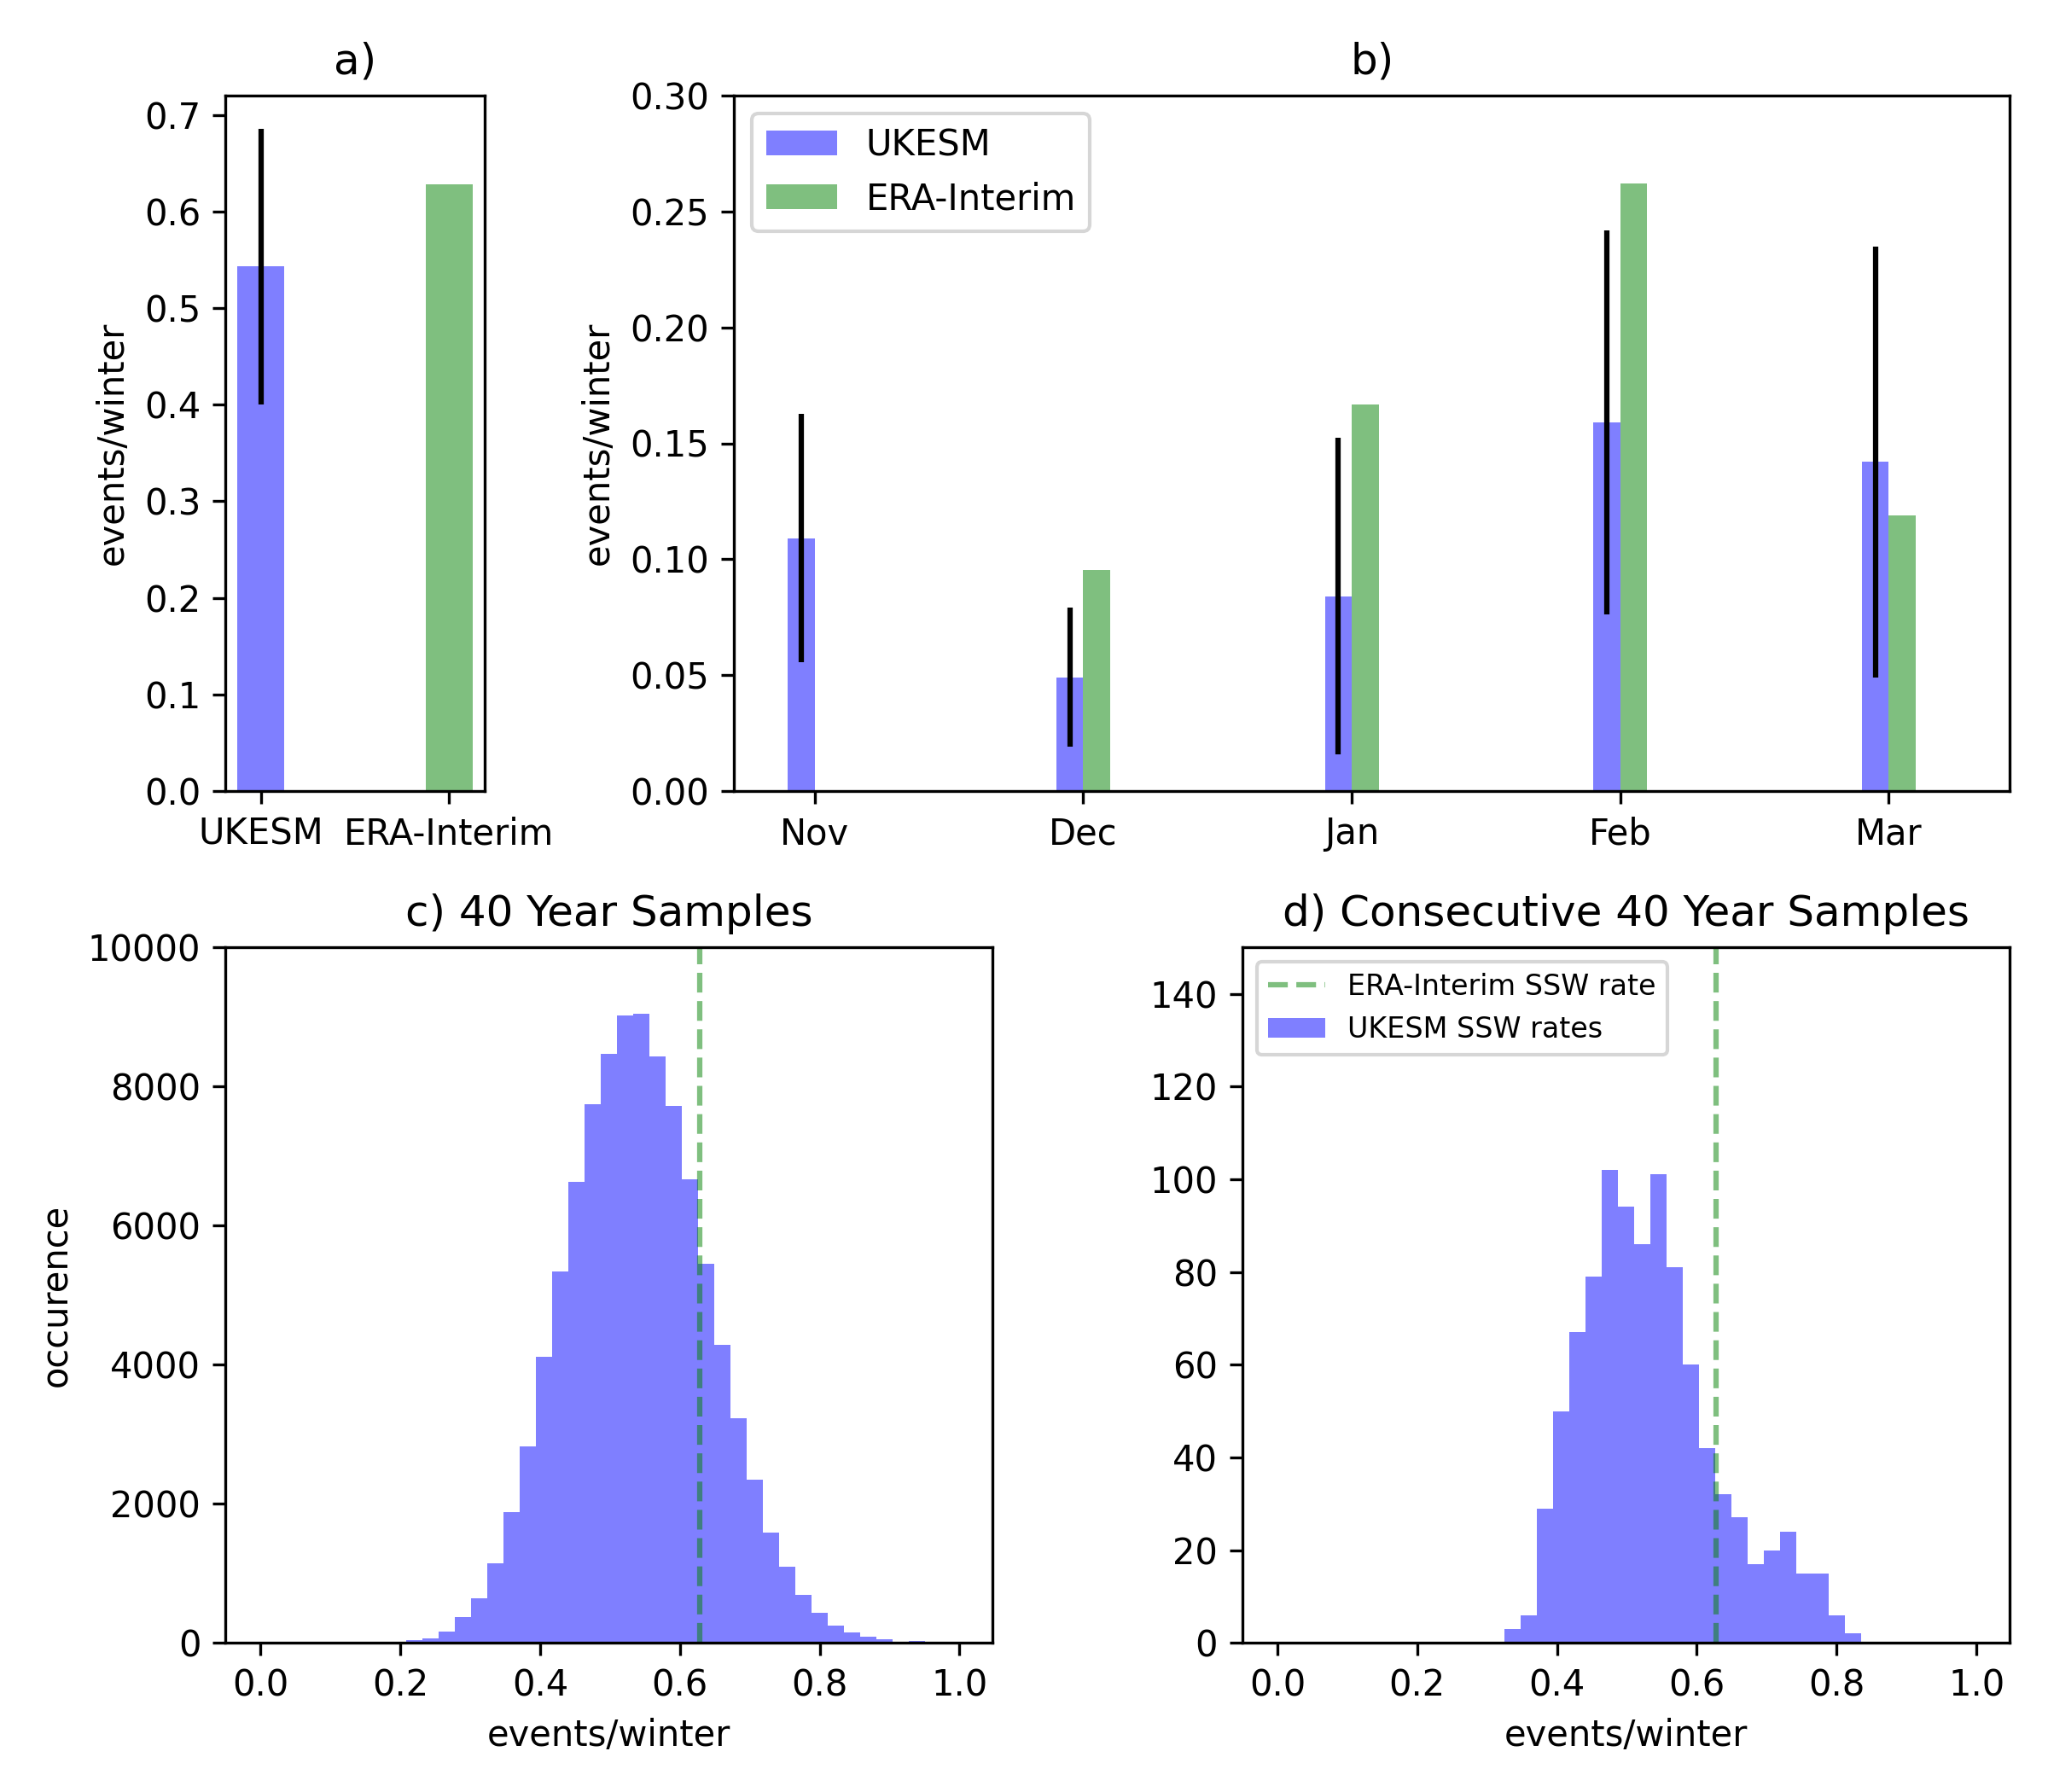 a)
0.7
0.6
0.5
0.4
0.3
0.2
0.1
0.0
events/winter
UKESM ERA-Interim
b)
0.30
0.25
0.20
0.15
0.10
0.05
0.00
events/winter
UKESM
ERA-Interim
Nov Dec Jan Feb Mar
c) 40 Year Samples
10000
8000
6000
4000
2000
0
occurence
0.0 0.2 0.4 0.6 0.8 1.0
events/winter
d) Consecutive 40 Year Samples
140
120
100
80
60
40
20
0
ERA-Interim SSW rate
UKESM SSW rates
0.0 0.2 0.4 0.6 0.8 1.0
events/winter